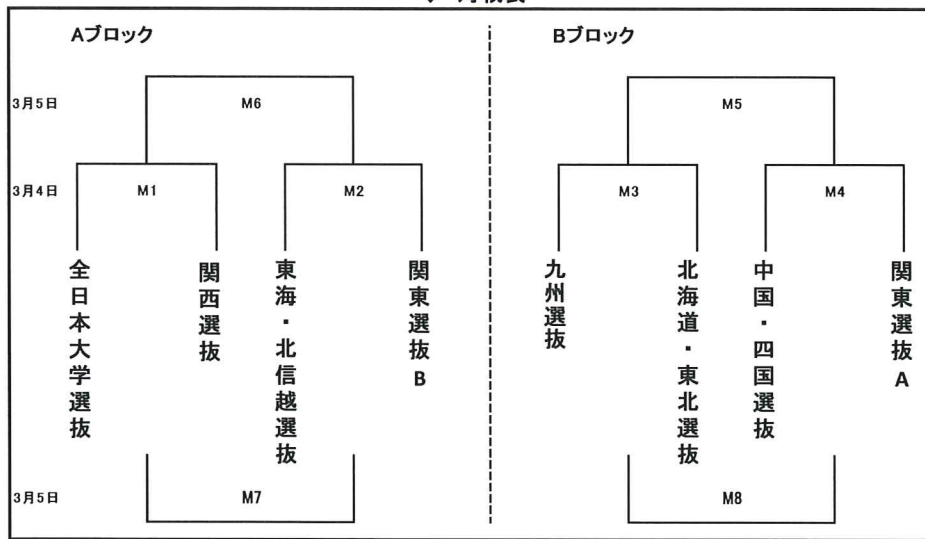 Aブロック
Bブロック
3月5日
M6
M5
3月4日
M1
M2
M3
M4
全日本大学選抜
関西選抜
東海・北信越選抜
関東選抜B
九州選抜
北海道・東北選抜
中国・四国選抜
関東選抜A
3月5日
M7
M8